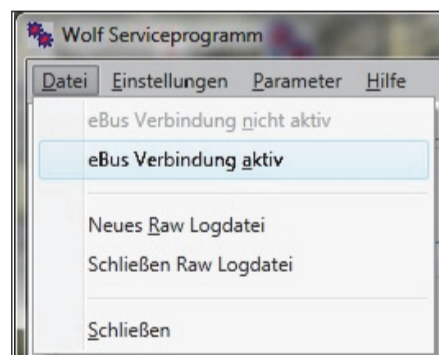 Wolf Serviceprogramm
Datei Einstellungen Parameter Hilfe
eBus Verbindung nicht aktiv
eBus Verbindung aktiv
Neues Raw Logdatei
Schließen Raw Logdatei
Schließen